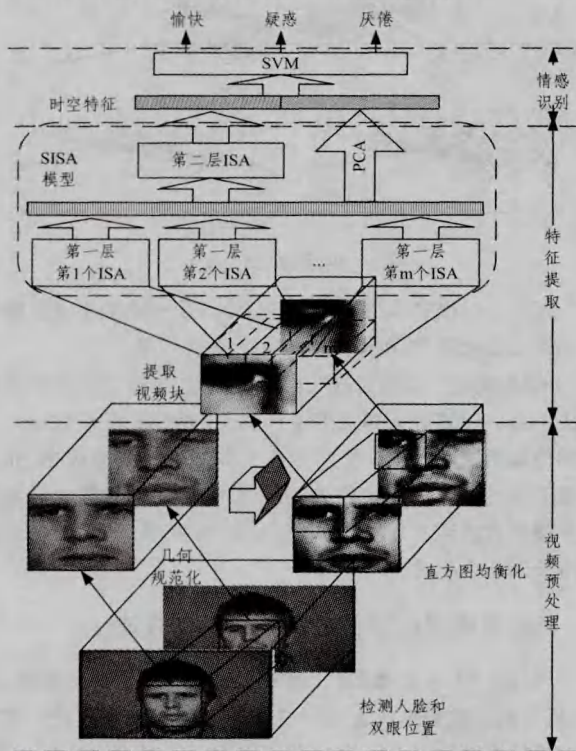 愉快 疑惑 厌倦
SVM
情感
识别
时空特征
SISA
模型
第二层ISA
PCA
第一层
第1个ISA
第一层
第2个ISA
...
第一层
第m个ISA
特征提取
1
2
m
提取
视频块
几何
规范化
直方图均衡化
视频预处理
检测人脸和
双眼位置